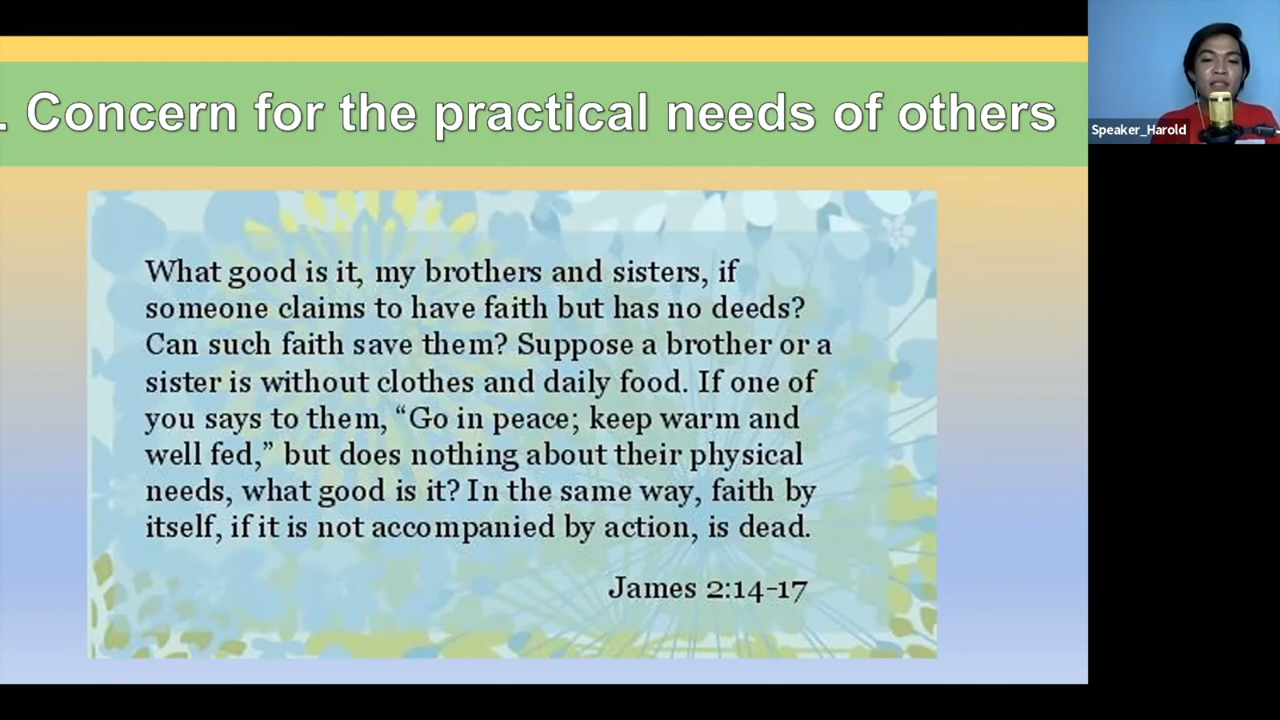 . Concern for the practical needs of others
Speaker_Harold
What good is it, my brothers and sisters, if
someone claims to have faith but has no deeds?
Can such faith save them? Suppose a brother or a
sister is without clothes and daily food. If one of
you says to them, “Go in peace; keep warm and
well fed,” but does nothing about their physical
needs, what good is it? In the same way, faith by
itself, if it is not accompanied by action, is dead.
James 2:14-17